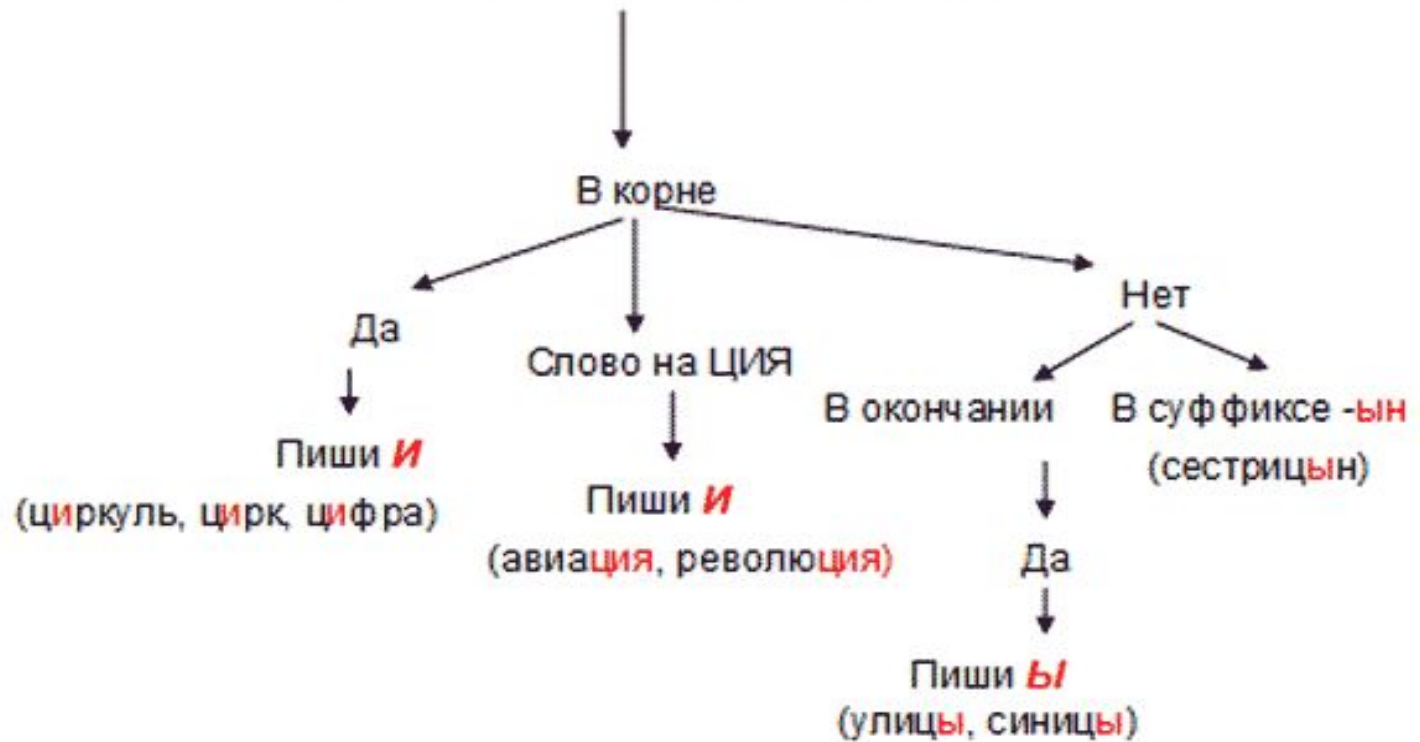 В корне
Да
Пиши И
(циркуль, цирк, цифра)
Слово на ЦИЯ
Пиши И
(авиация, революция)
Нет
В окончании
Да
Пиши Ы
(улицы, синицы)
В суффиксе -ын
(сестрицын)